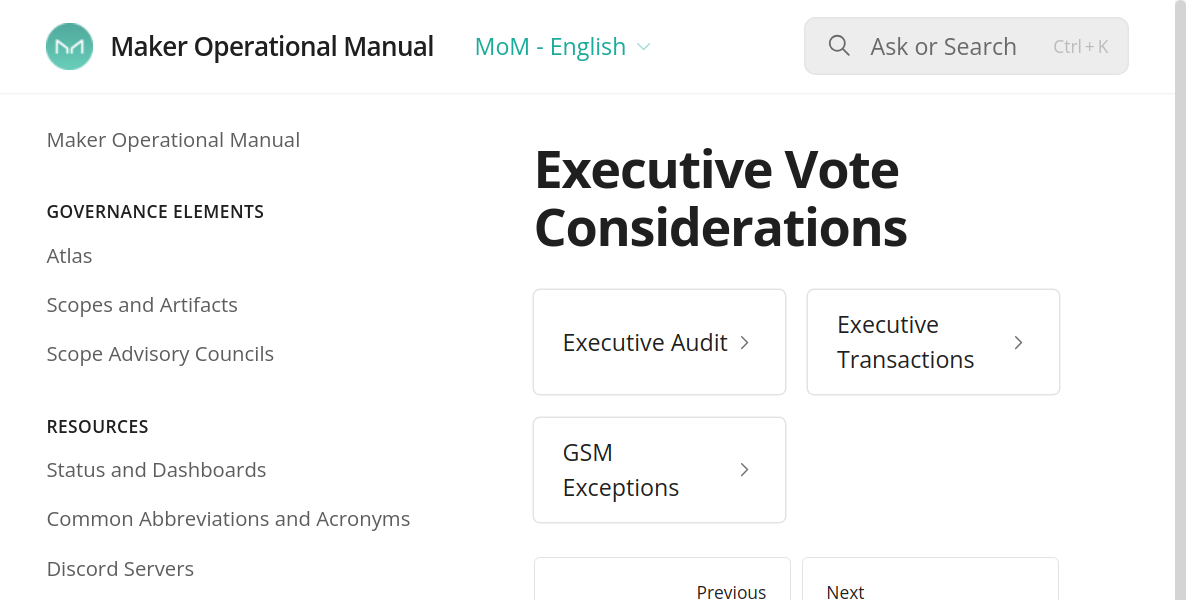 Maker Operational Manual
MoM - English
Ask or Search
Ctrl + K
Maker Operational Manual
GOVERNANCE ELEMENTS
Atlas
Scopes and Artifacts
Scope Advisory Councils
RESOURCES
Status and Dashboards
Common Abbreviations and Acronyms
Discord Servers
Executive Vote
Considerations
Executive Audit
Executive
Transactions
GSM
Exceptions
Previous
Next